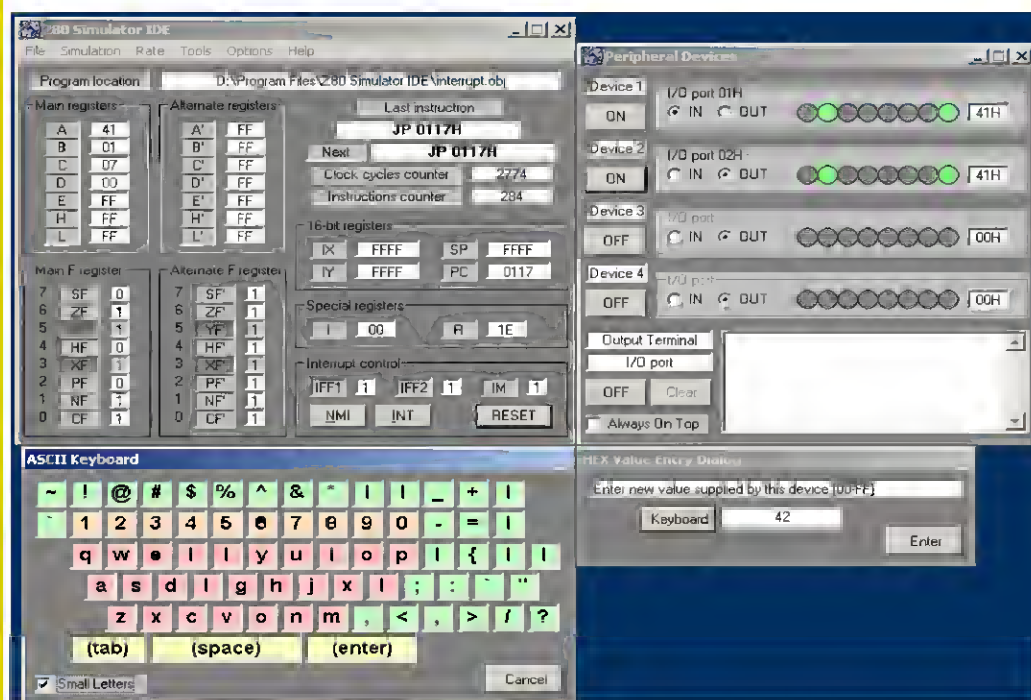 Z80 Simulator IDE
File Simulation Rate Tools Options Help
Program location D:\Program Files\Z80 Simulator IDE\interrupt.obj
Main registers
A 41
B 01
C 07
D 00
E FF
H FF
L FF
Alternate registers
A' FF
B' FF
C' FF
D' FF
E' FF
H' FF
L' FF
Last instruction
JP 0117H
Next JP 0117H
Clock cycles counter 2774
Instructions counter 284
16-bit registers
IX FFFF SP FFFF
IY FFFF PC 0117
Main F register
7 SF 0
6 ZF 1
5 1
4 HF 0
3 XF 1
2 PF 0
1 NF 1
0 CF 1
Alternate F register
7 SF' 1
6 ZF' 1
5 YF' 1
4 HF' 1
3 XF' 1
2 PF' 1
1 NF' 1
0 CF' 1
Special registers
I 00 R 1E
Interrupt control
IFF1 1 IFF2 1 IM 1
NMI INT RESET
Peripheral Devices
Device 1
ON
I/O port 01H
IN OUT 41H
Device 2
ON
I/O port 02H
IN OUT 41H
Device 3
OFF
I/O port
IN OUT 00H
Device 4
OFF
I/O port
IN OUT 00H
Output Terminal
I/O port
OFF Clear
Always On Top
ASCII Keyboard
~ ! @ # $ % ^ & * | | _ + |
` 1 2 3 4 5 6 7 8 9 0 - = |
q w e l l y u i o p | { | |
a s d l g h j x l ; : ` "
z x c v o n m , < , > / ?
(tab) (space) (enter)
Small Letters Cancel
HEX Value Entry Dialog
Enter new value supplied by this device [00-FF]
Keyboard 42
Enter